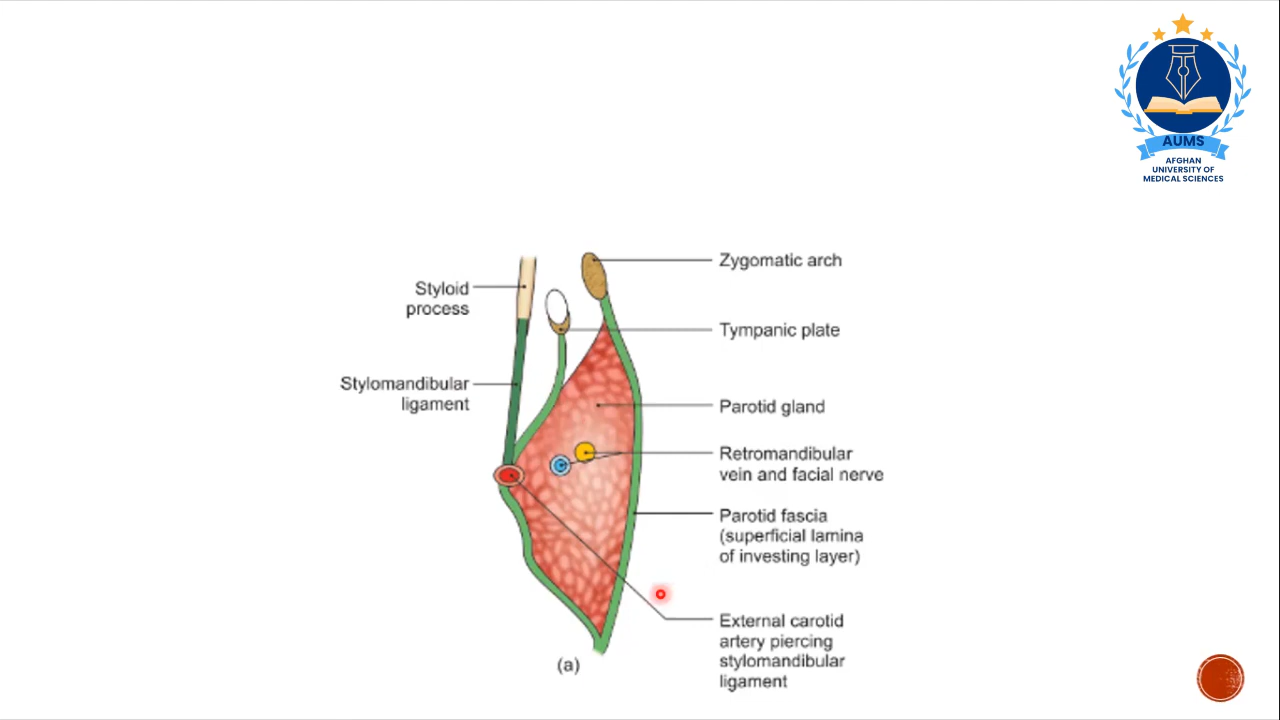 AUMS
AFGHAN
UNIVERSITY OF
MEDICAL SCIENCES
Zygomatic arch
Styloid
process
Tympanic plate
Stylomandibular
ligament
Parotid gland
Retromandibular
vein and facial nerve
Parotid fascia
(superficial lamina
of investing layer)
External carotid
artery piercing
stylomandibular
ligament
(a)